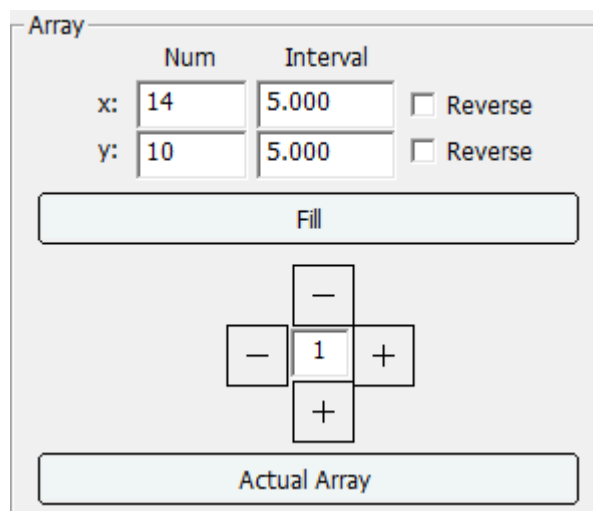 Array
Num Interval
x: 14 5.000 Reverse
y: 10 5.000 Reverse
Fill
−
− 1 +
+
Actual Array